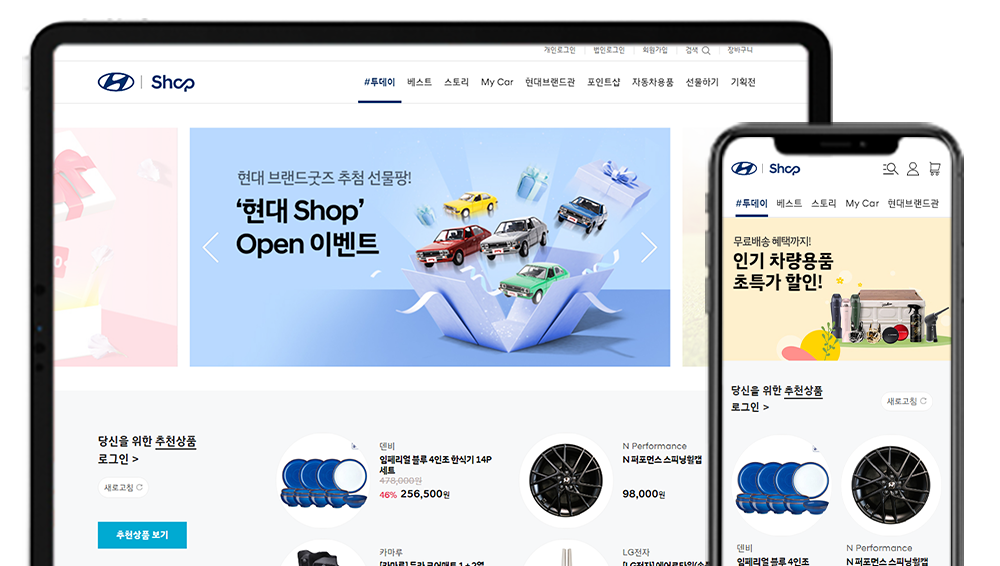 개인로그인 법인로그인 회원가입 검색 장바구니
Shop
#투데이 베스트 스토리 My Car 현대브랜드관 포인트샵 자동차용품 선물하기 기획전
현대 브랜드굿즈 추첨 선물팡!
‘현대 Shop’
Open 이벤트
당신을 위한 추천상품
로그인 >
새로고침
추천상품 보기
덴비
임페리얼 블루 4인조 한식기 14P
세트
478,000원
46% 256,500원
N Performance
N 퍼포먼스 스피닝휠캡
98,000원
카마루
LG전자
Shop
#투데이 베스트 스토리 My Car 현대브랜드관
무료배송 혜택까지!
인기 차량용품
초특가 할인!
당신을 위한 추천상품
로그인 >
새로고침
덴비
임페리얼 블루 4인조
N Performance
N 퍼포먼스 스피닝휠캡